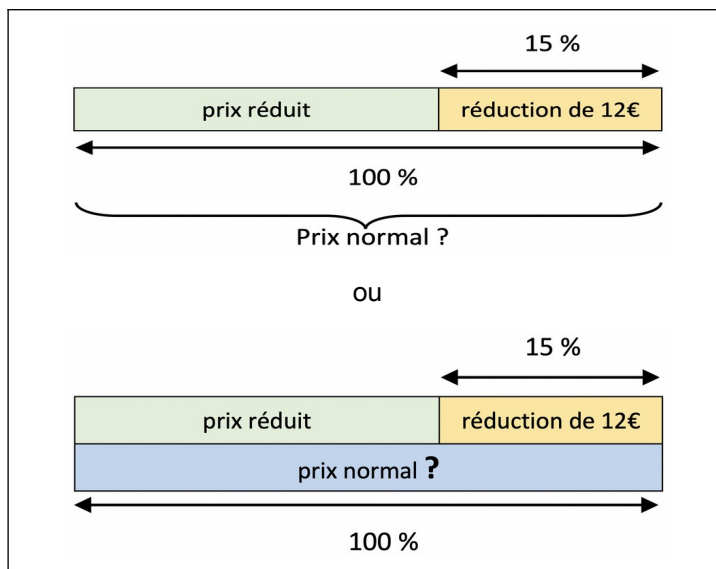 15 %
prix réduit réduction de 12€
100 %
Prix normal ?
ou
15 %
prix réduit réduction de 12€
prix normal ?
100 %